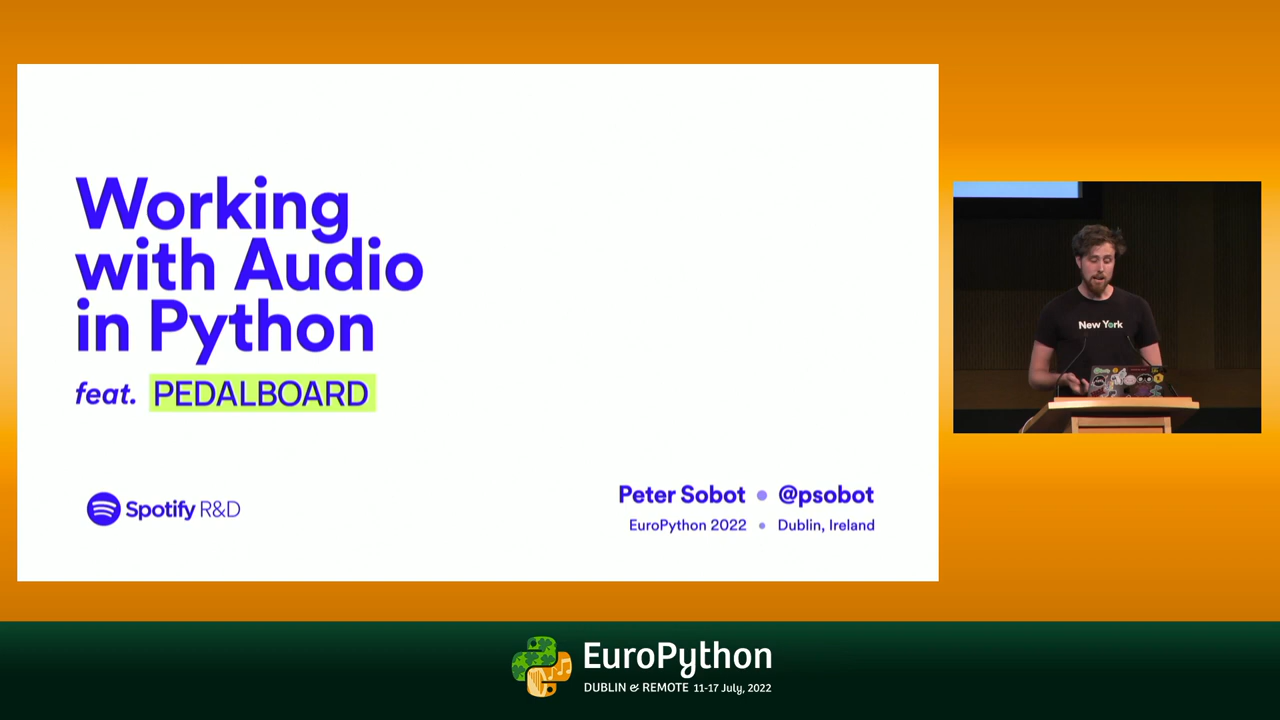 Working
with Audio
in Python
feat. PEDALBOARD
Spotify R&D
Peter Sobot • @psobot
EuroPython 2022 • Dublin, Ireland
New York
EuroPython
DUBLIN & REMOTE 11-17 July, 2022